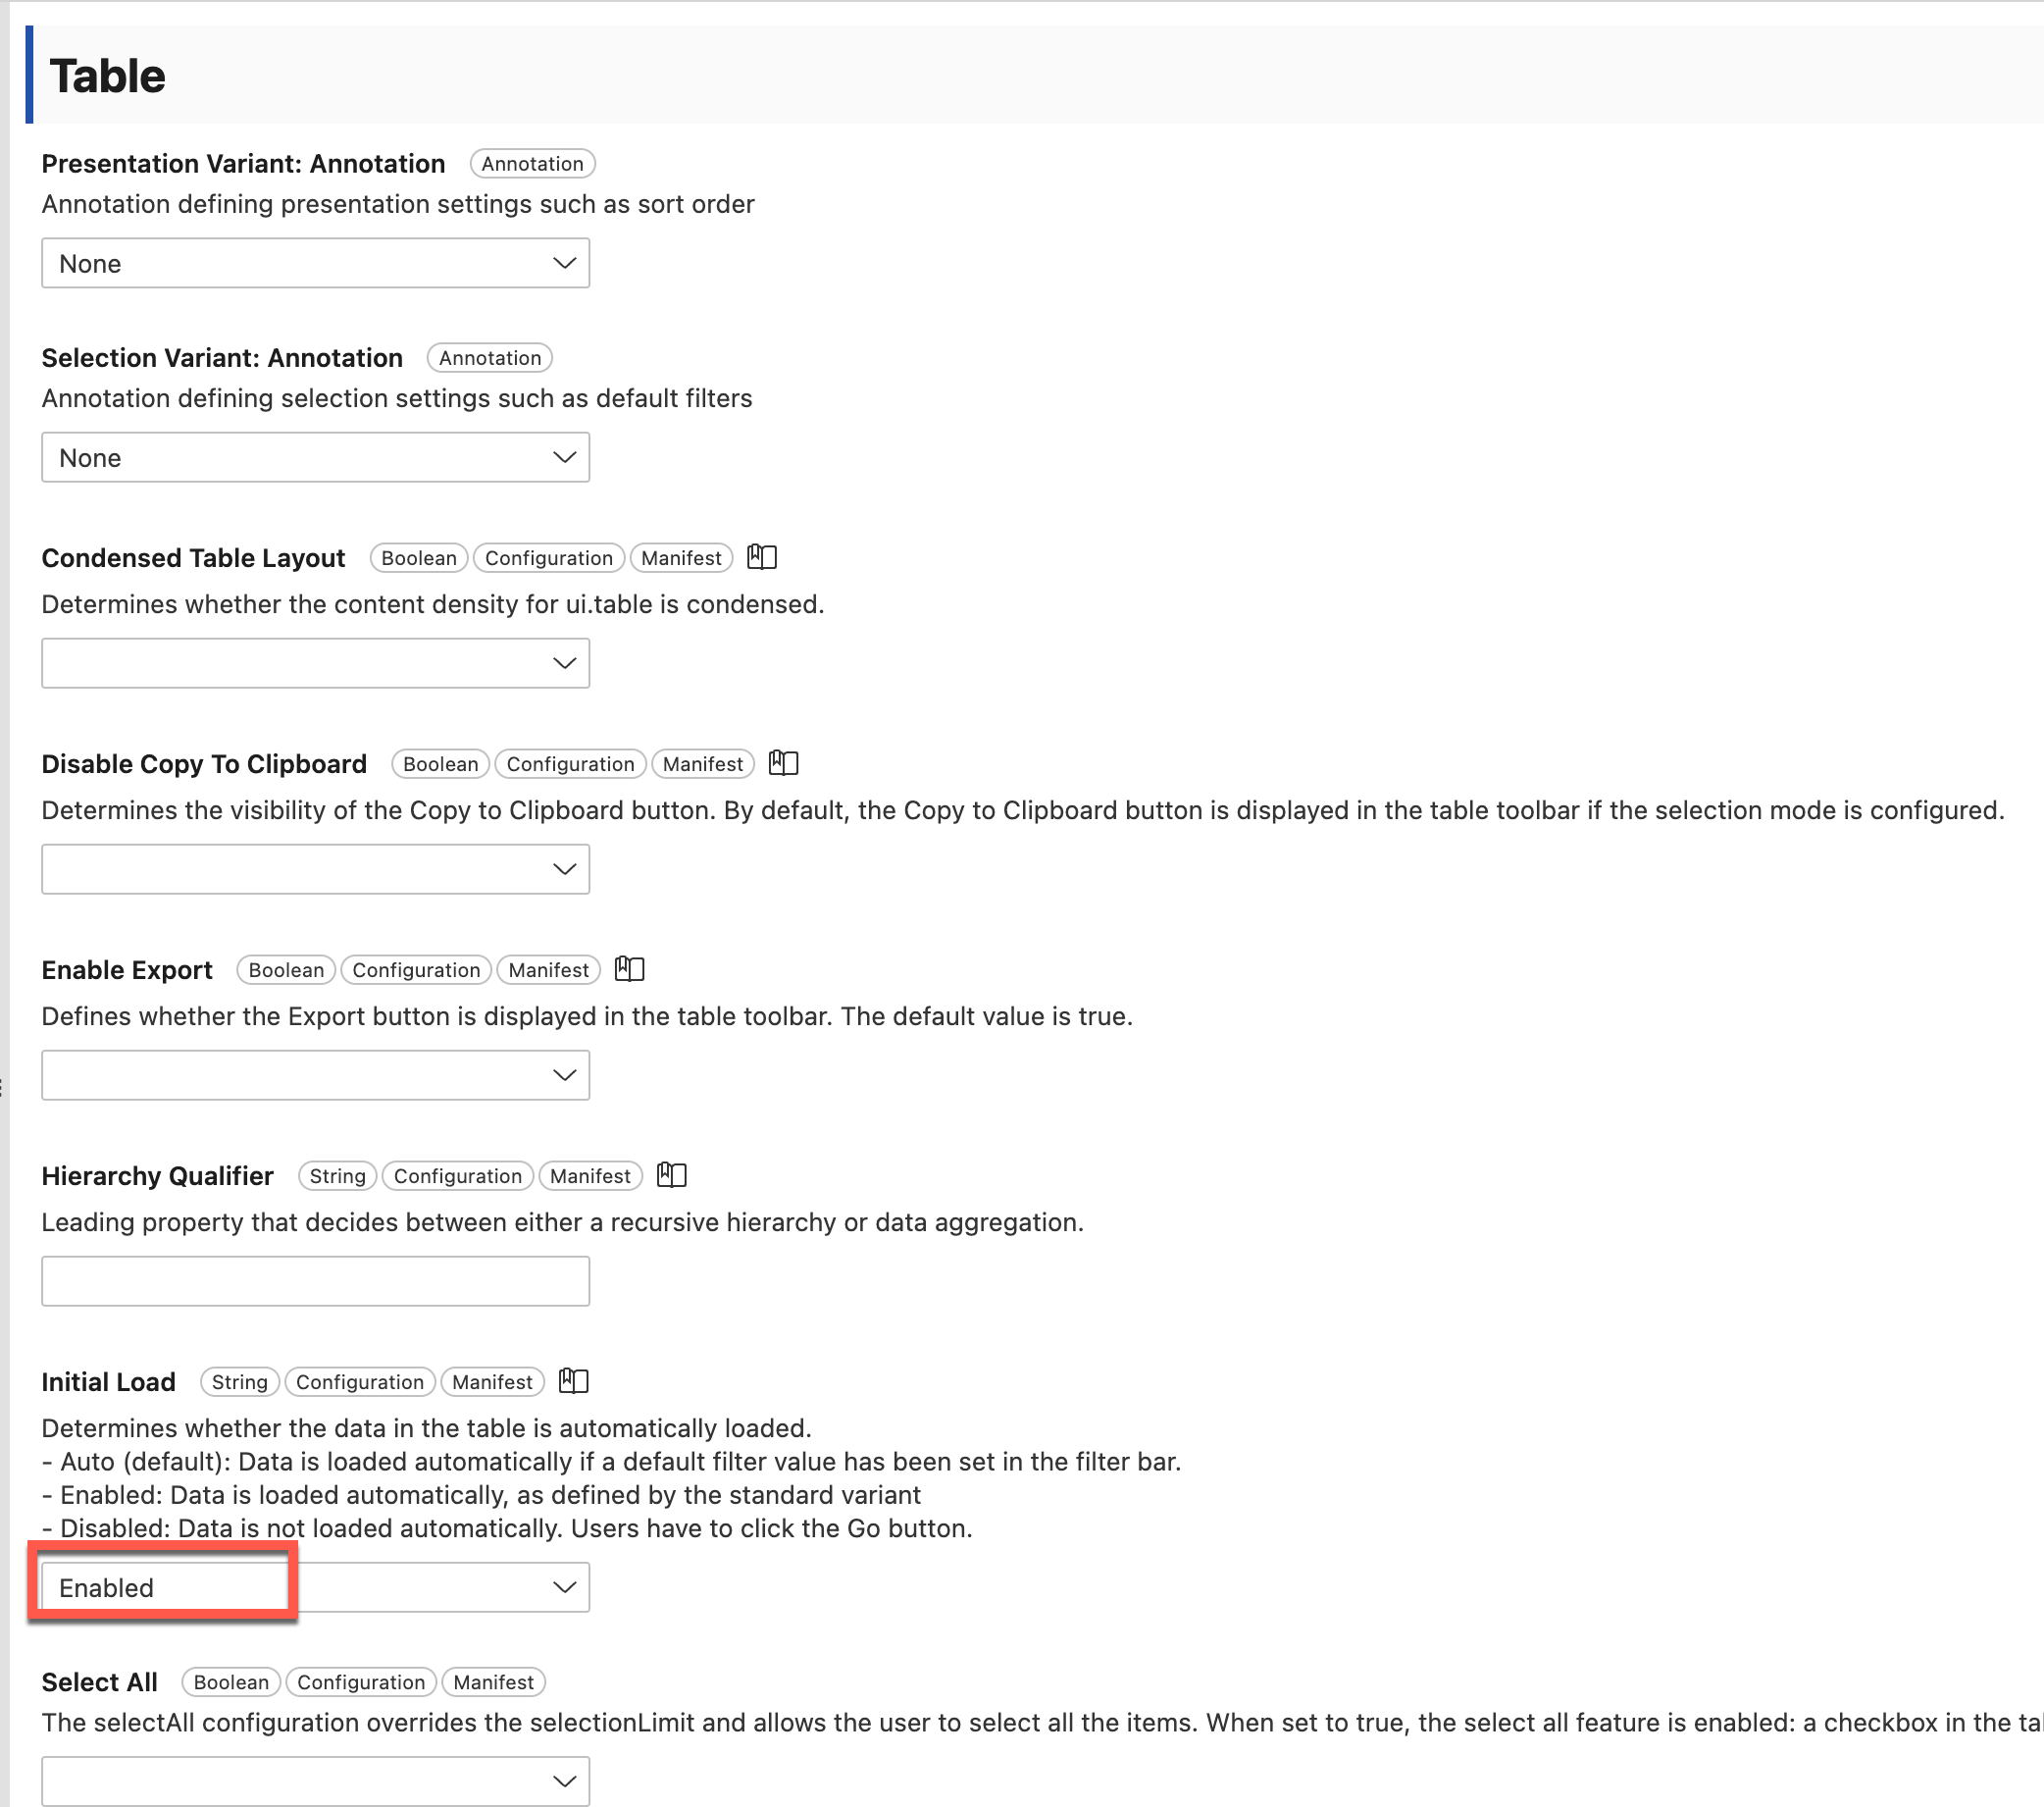 Table
Presentation Variant: Annotation Annotation
Annotation defining presentation settings such as sort order
None
Selection Variant: Annotation Annotation
Annotation defining selection settings such as default filters
None
Condensed Table Layout Boolean Configuration Manifest
Determines whether the content density for ui.table is condensed.
Disable Copy To Clipboard Boolean Configuration Manifest
Determines the visibility of the Copy to Clipboard button. By default, the Copy to Clipboard button is displayed in the table toolbar if the selection mode is configured.
Enable Export Boolean Configuration Manifest
Defines whether the Export button is displayed in the table toolbar. The default value is true.
Hierarchy Qualifier String Configuration Manifest
Leading property that decides between either a recursive hierarchy or data aggregation.
Initial Load String Configuration Manifest
Determines whether the data in the table is automatically loaded.
- Auto (default): Data is loaded automatically if a default filter value has been set in the filter bar.
- Enabled: Data is loaded automatically, as defined by the standard variant
- Disabled: Data is not loaded automatically. Users have to click the Go button.
Enabled
Select All Boolean Configuration Manifest
The selectAll configuration overrides the selectionLimit and allows the user to select all the items. When set to true, the select all feature is enabled: a checkbox in the